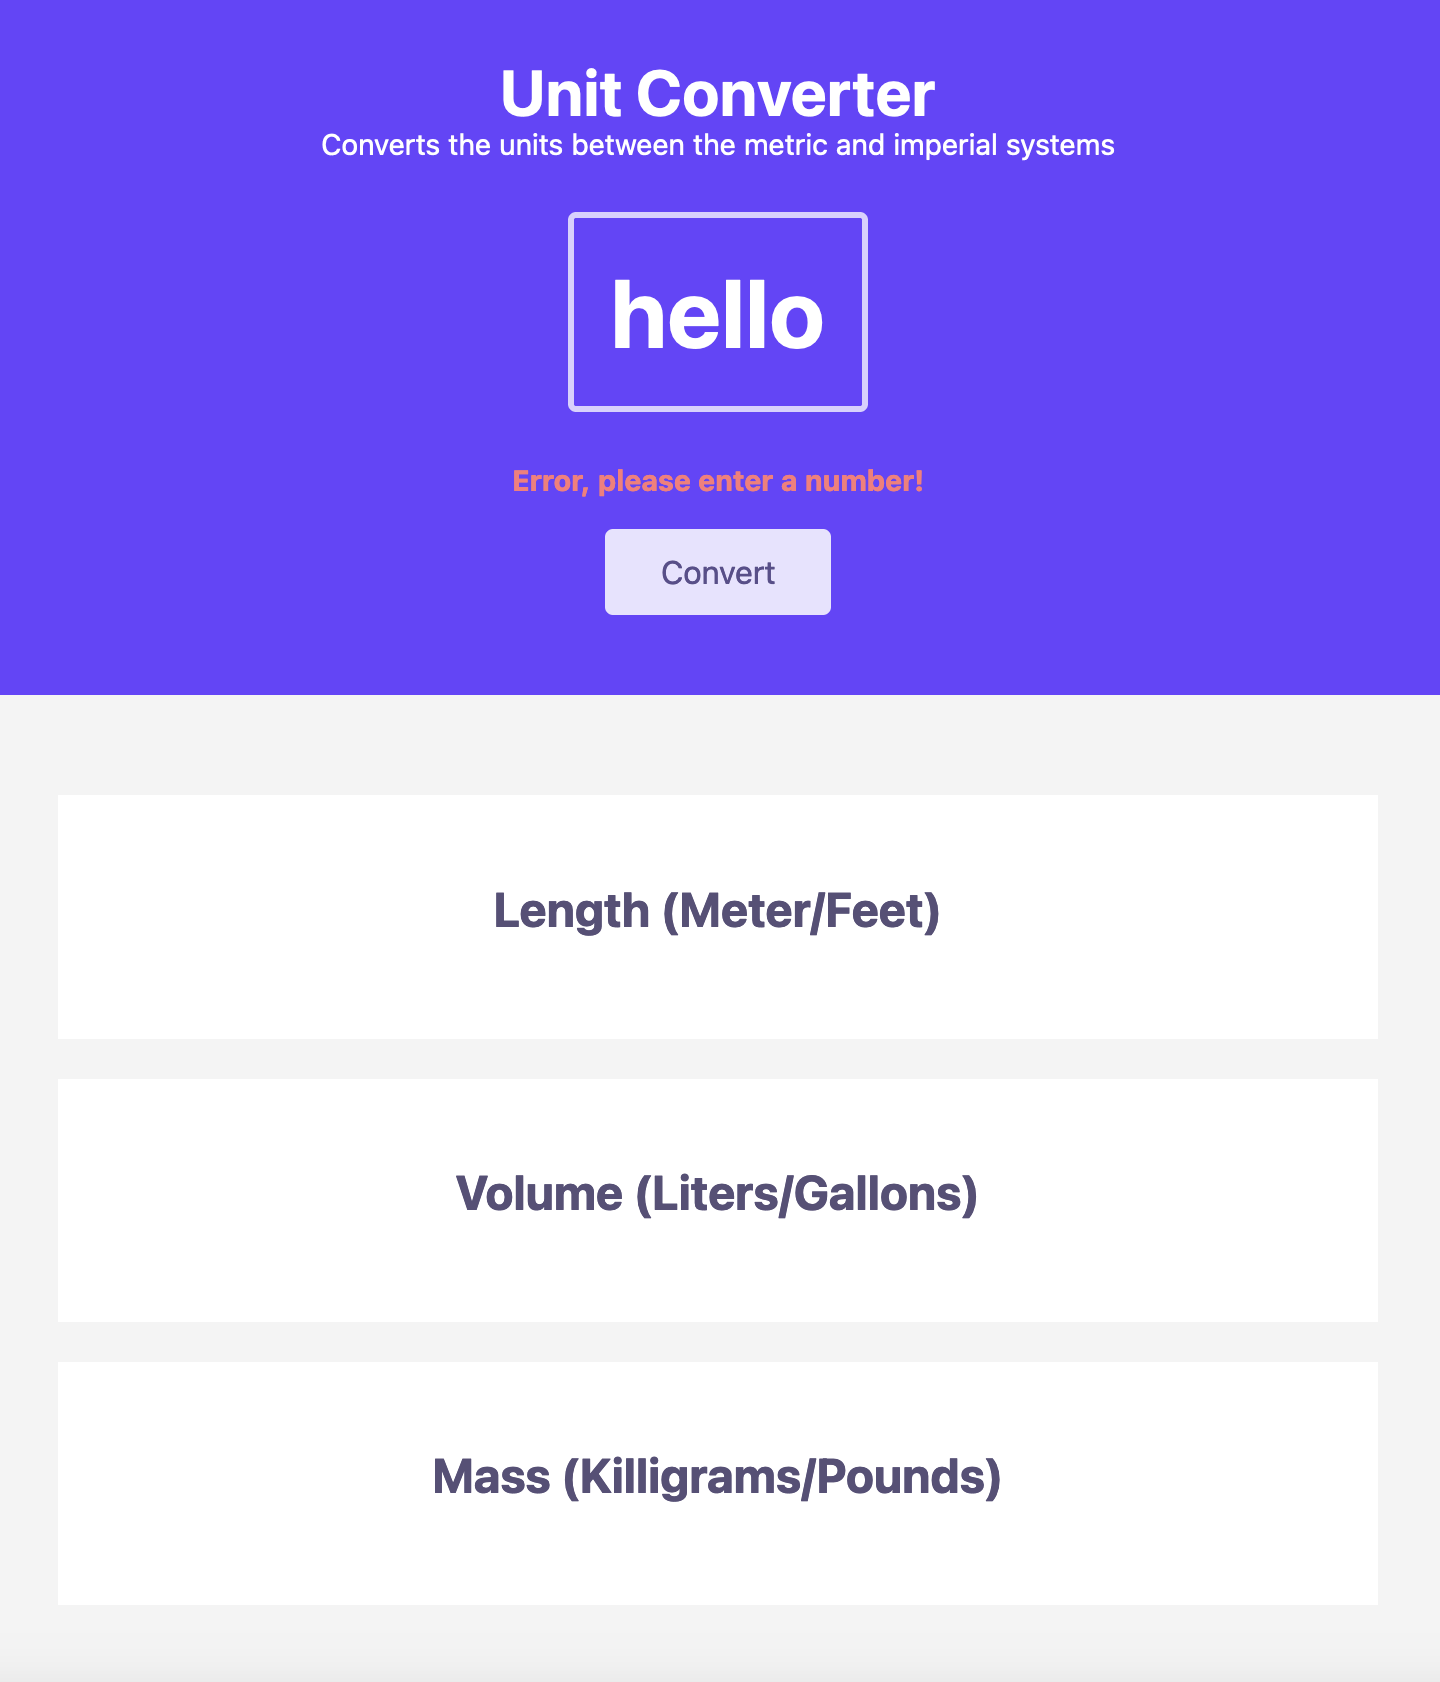 Unit Converter
Converts the units between the metric and imperial systems
hello
Error, please enter a number!
Convert
Length (Meter/Feet)
Volume (Liters/Gallons)
Mass (Killigrams/Pounds)